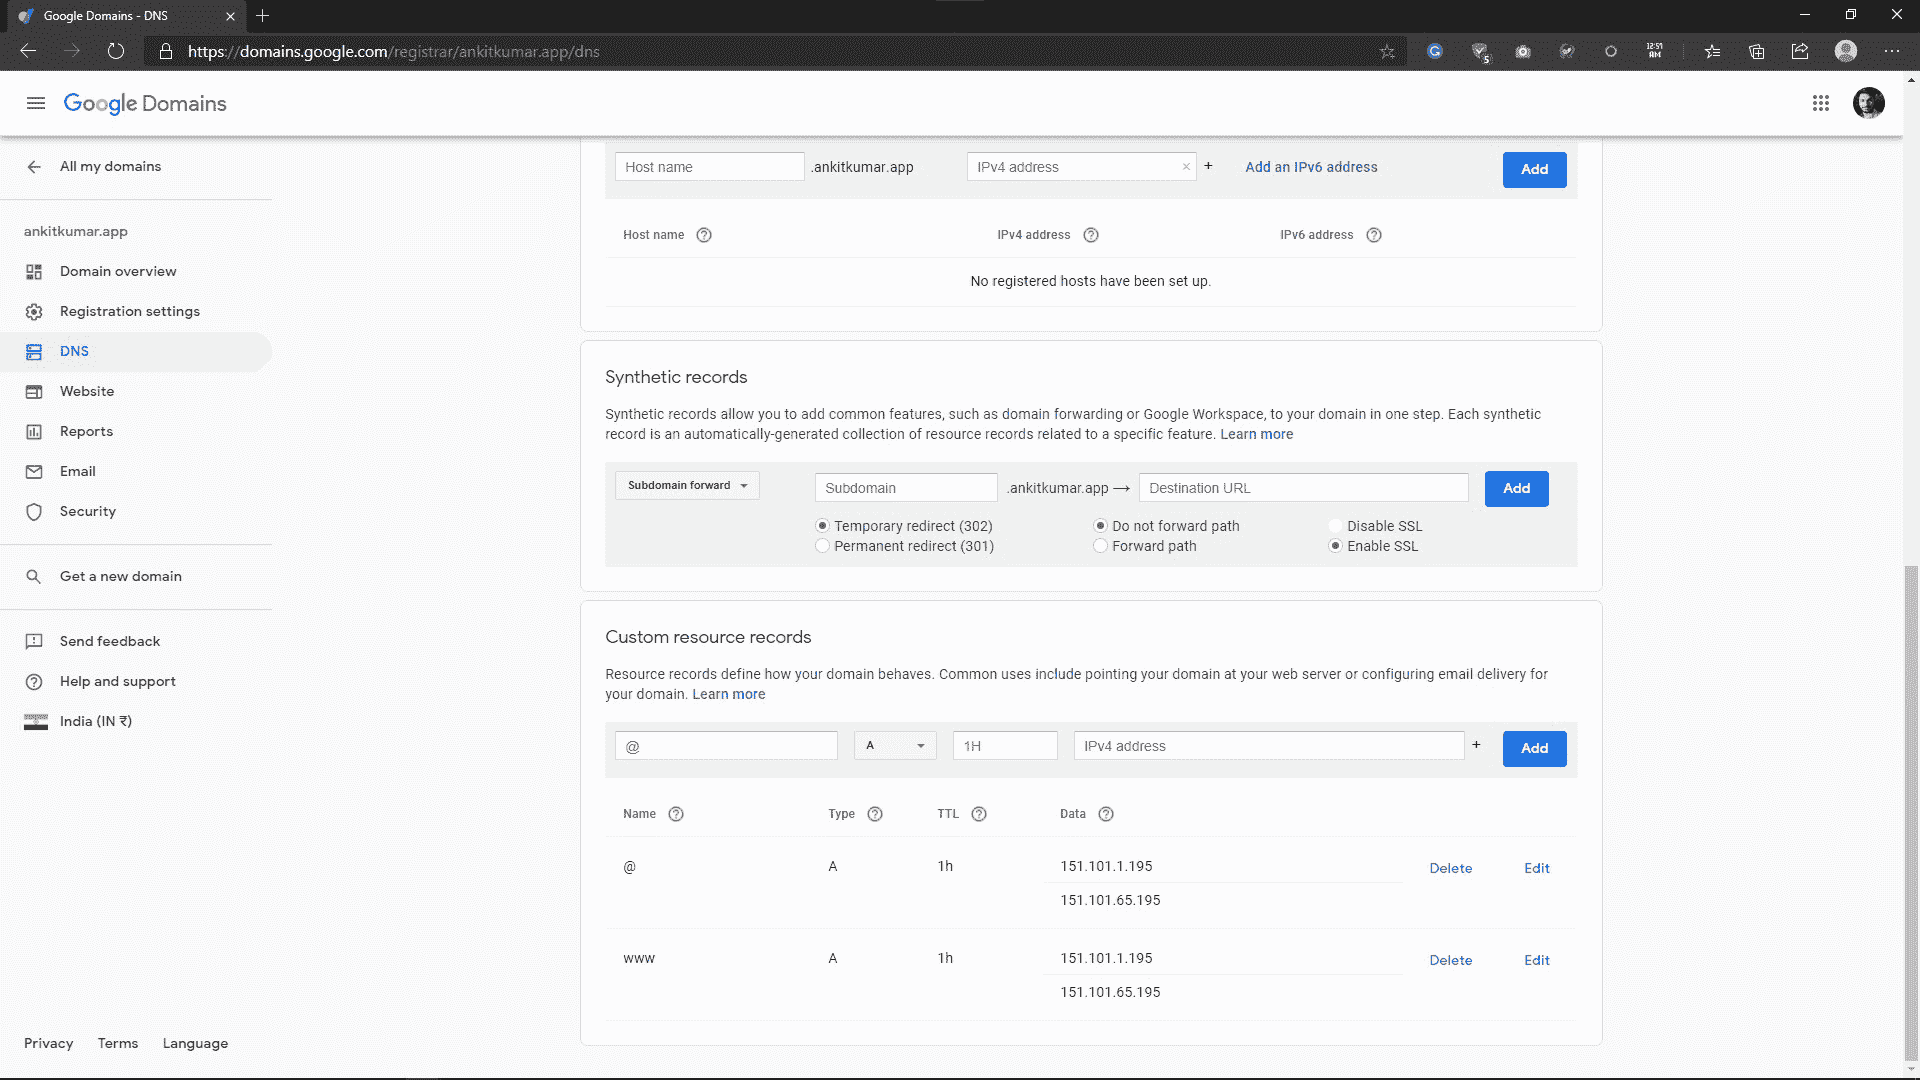 Google Domains - DNS
https://domains.google.com/registrar/ankitkumar.app/dns
G
5
12:51
AM
Google Domains
All my domains
ankitkumar.app
Domain overview
Registration settings
DNS
Website
Reports
Email
Security
Get a new domain
Send feedback
Help and support
India (IN ₹)
Privacy Terms Language
Host name .ankitkumar.app IPv4 address × + Add an IPv6 address Add
Host name IPv4 address IPv6 address
No registered hosts have been set up.
Synthetic records
Synthetic records allow you to add common features, such as domain forwarding or Google Workspace, to your domain in one step. Each synthetic
record is an automatically-generated collection of resource records related to a specific feature. Learn more
Subdomain forward Subdomain .ankitkumar.app → Destination URL Add
Temporary redirect (302) Do not forward path Disable SSL
Permanent redirect (301) Forward path Enable SSL
Custom resource records
Resource records define how your domain behaves. Common uses include pointing your domain at your web server or configuring email delivery for
your domain. Learn more
@ A 1H IPv4 address + Add
Name Type TTL Data
@ A 1h 151.101.1.195 Delete Edit
151.101.65.195
www A 1h 151.101.1.195 Delete Edit
151.101.65.195